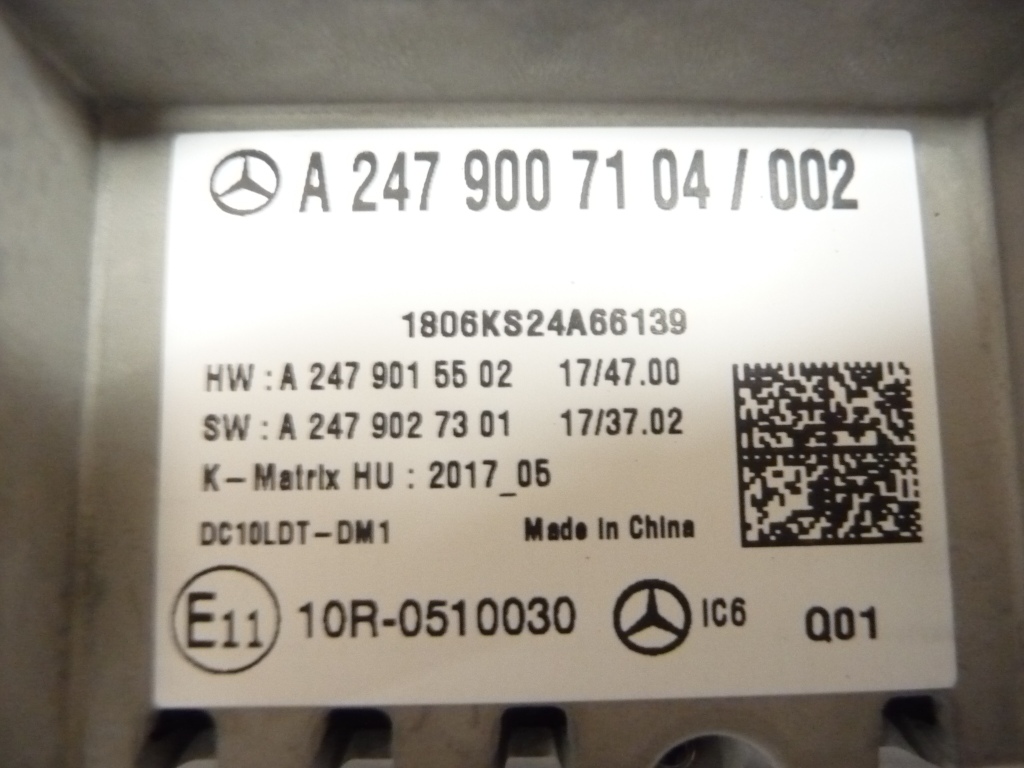 A 247 900 71 04 / 002
1806KS24A66139
HW : A 247 901 55 02 17/47.00
SW : A 247 902 73 01 17/37.02
K-Matrix HU : 2017_05
DC10LDT-DM1 Made in China
E11 10R-0510030 IC6 Q01